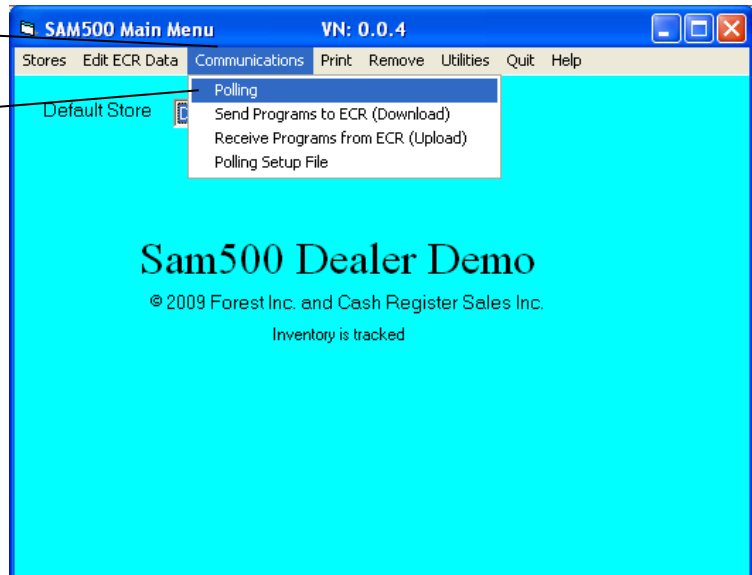 SAM500 Main Menu VN: 0.0.4
Stores Edit ECR Data Communications Print Remove Utilities Quit Help
Polling
Default Store D
Send Programs to ECR (Download)
Receive Programs from ECR (Upload)
Polling Setup File
Sam500 Dealer Demo
© 2009 Forest Inc. and Cash Register Sales Inc.
Inventory is tracked